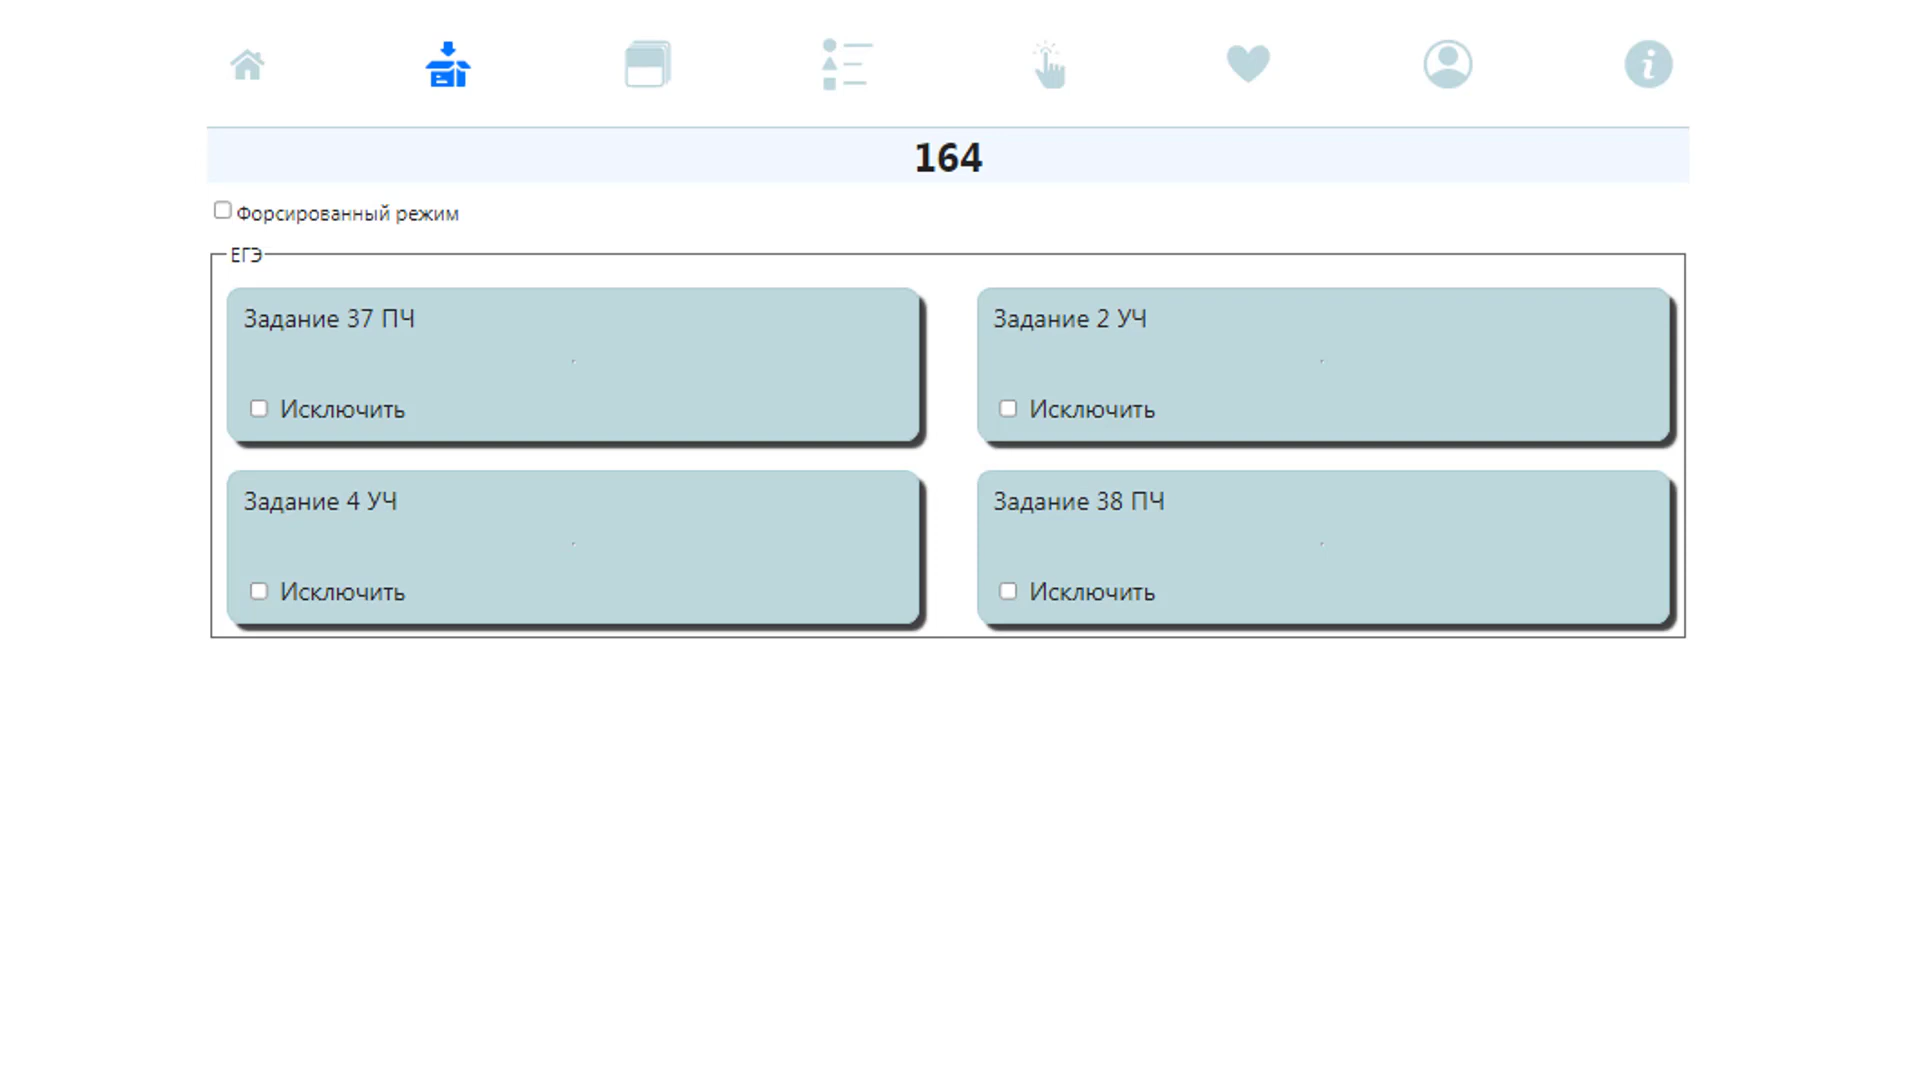 164
Форсированный режим
ЕГЭ
Задание 37 ПЧ
Исключить
Задание 2 УЧ
Исключить
Задание 4 УЧ
Исключить
Задание 38 ПЧ
Исключить